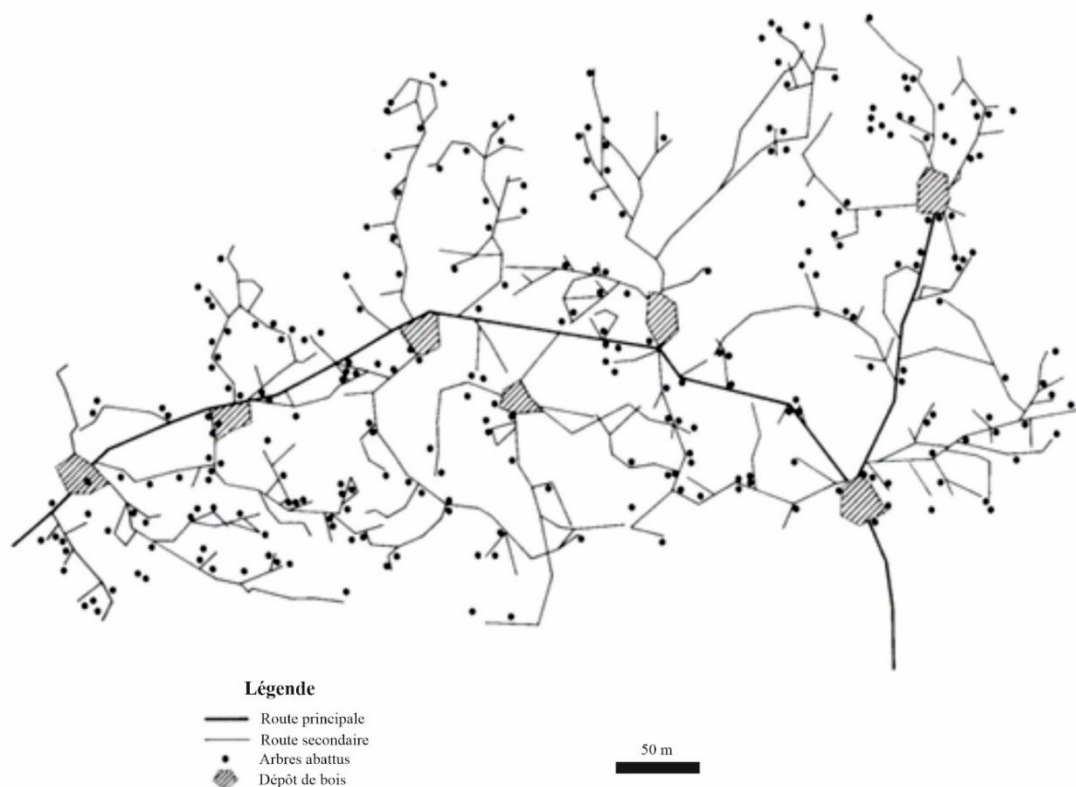 Légende
Route principale
Route secondaire
Arbres abattus
Dépôt de bois
50 m